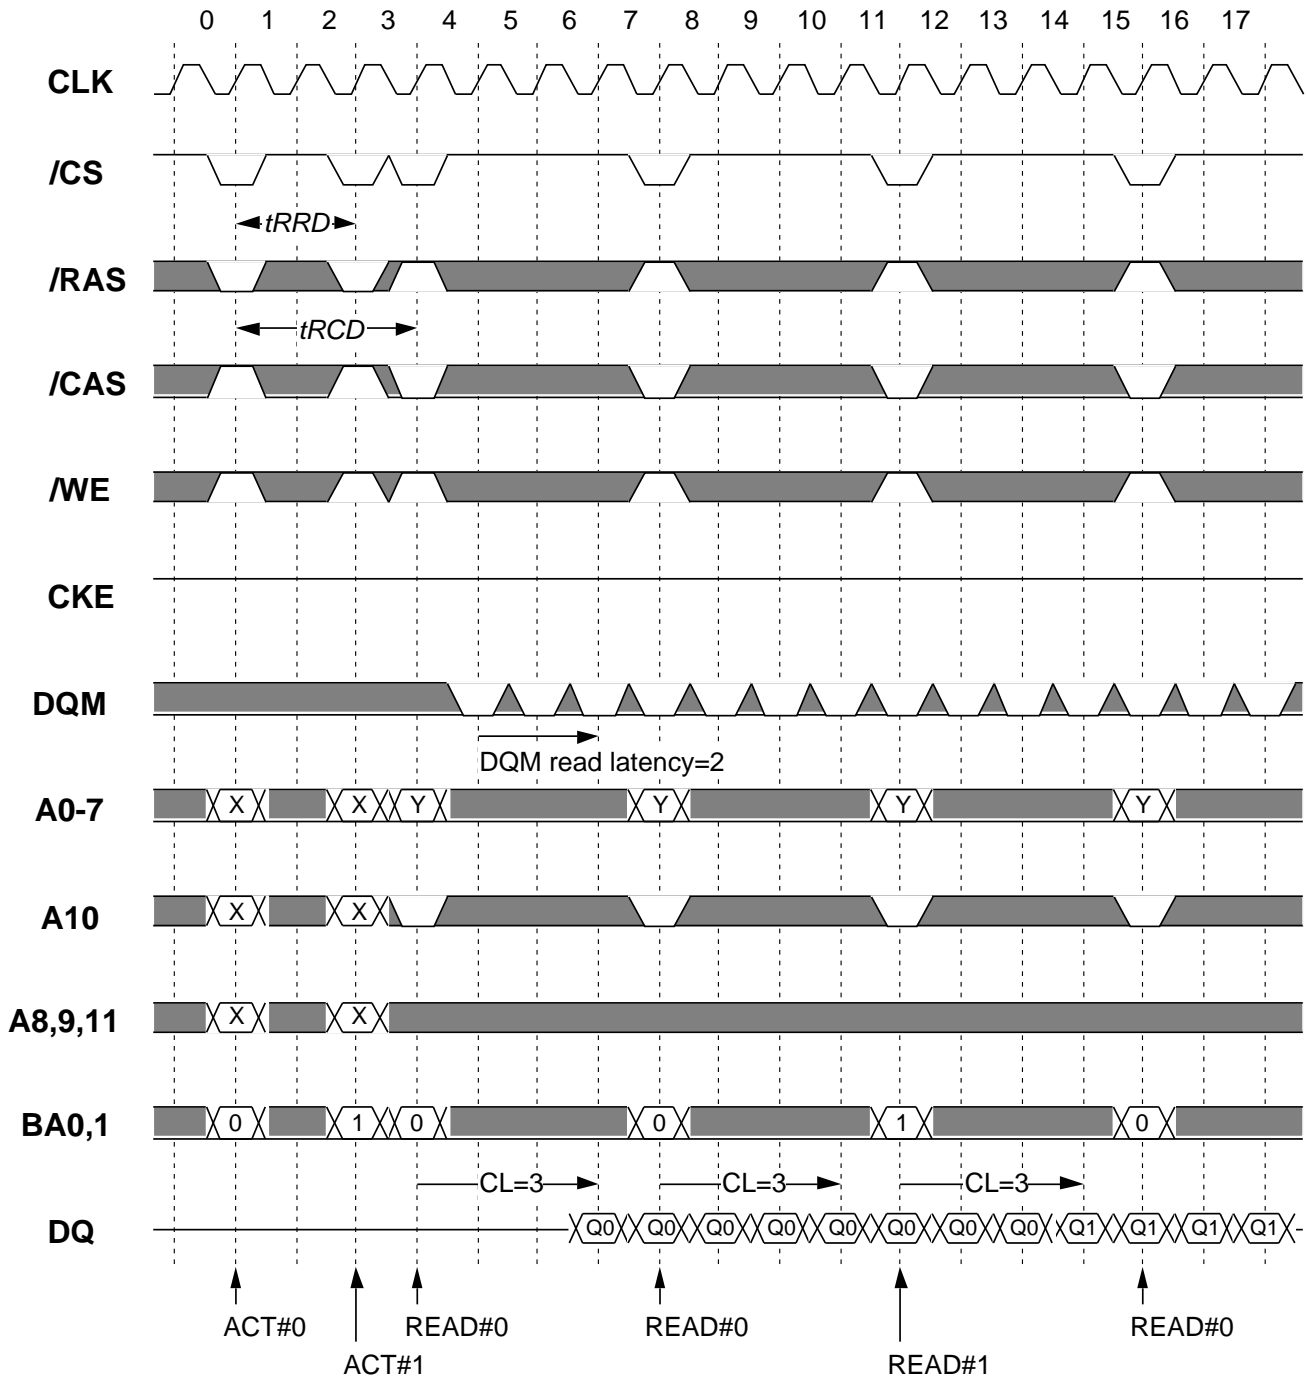 0 1 2 3 4 5 6 7 8 9 10 11 12 13 14 15 16 17
CLK
/CS
tRRD
/RAS
tRCD
/CAS
/WE
CKE
DQM
DQM read latency=2
A0-7 X X Y Y Y Y
A10 X X
A8,9,11 X X
BA0,1 0 1 0 0 1 0
CL=3 CL=3 CL=3
DQ Q0 Q0 Q0 Q0 Q0 Q0 Q0 Q0 Q1 Q1 Q1 Q1
ACT#0 READ#0 READ#0 READ#0
ACT#1 READ#1